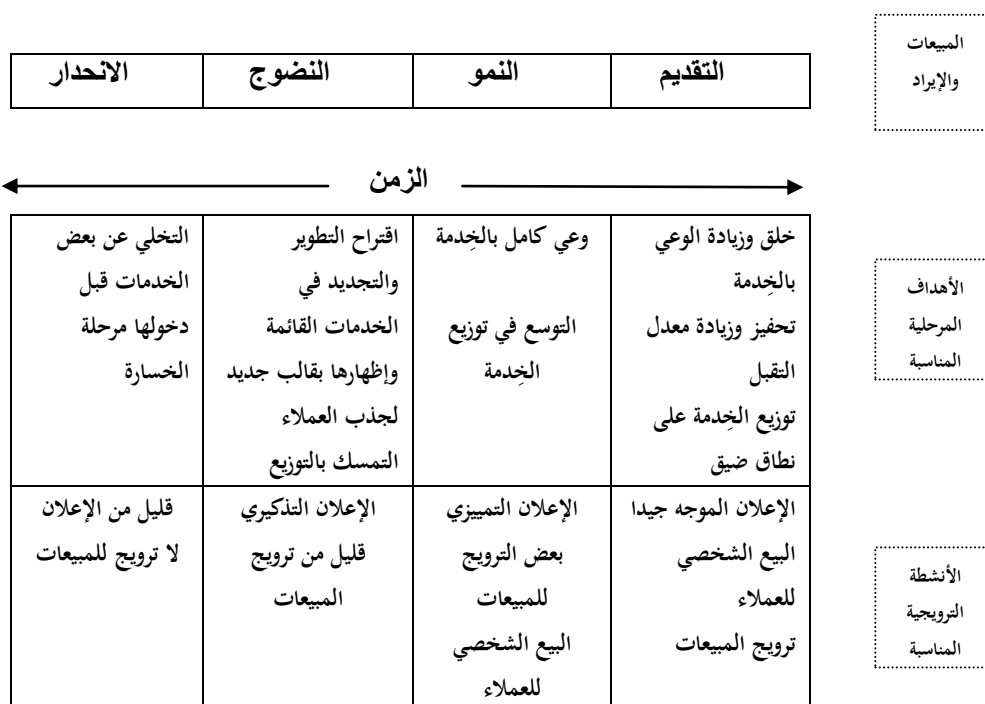 المبيعات
والإيراد
التقديم
النمو
النضوج
الانحدار
الزمن
الأهداف
المرحلية
المناسبة
خلق وزيادة الوعي
بالخِدمة
تحفيز وزيادة معدل
التقبل
توزيع الخِدمة على
نطاق ضيق
وعي كامل بالخِدمة
التوسع في توزيع
الخِدمة
اقتراح التطوير
والتجديد في
الخدمات القائمة
وإظهارها بقالب جديد
لجذب العملاء
التمسك بالتوزيع
التخلي عن بعض
الخدمات قبل
دخولها مرحلة
الخسارة
الأنشطة
الترويجية
المناسبة
الإعلان الموجه جيدا
البيع الشخصي
للعملاء
ترويج المبيعات
الإعلان التمييزي
بعض الترويج
للمبيعات
البيع الشخصي
للعملاء
الإعلان التذكيري
قليل من ترويج
المبيعات
قليل من الإعلان
لا ترويج للمبيعات